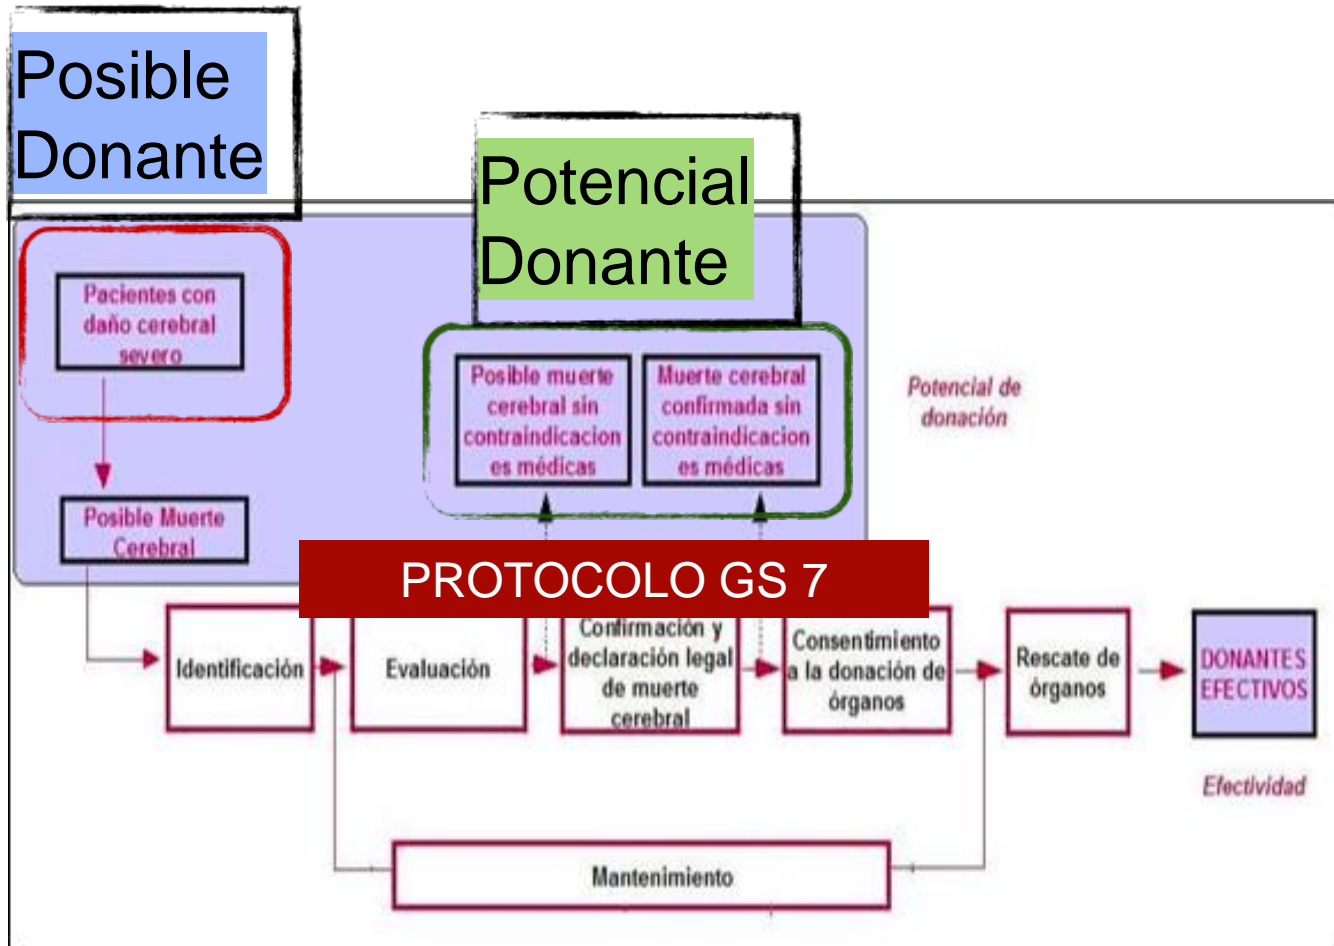 Posible
Donante
Potencial
Donante
Pacientes con
daño cerebral
severo
Posible muerte
cerebral sin
contraindicacion
es médicas
Muerte cerebral
confirmada sin
contraindicacion
es médicas
Potencial de
donación
Posible Muerte
Cerebral
PROTOCOLO GS 7
Identificación
Evaluación
Confirmación y
declaración legal
de muerte
cerebral
Consentimiento
a la donación de
órganos
Rescate de
órganos
DONANTES
EFECTIVOS
Efectividad
Mantenimiento